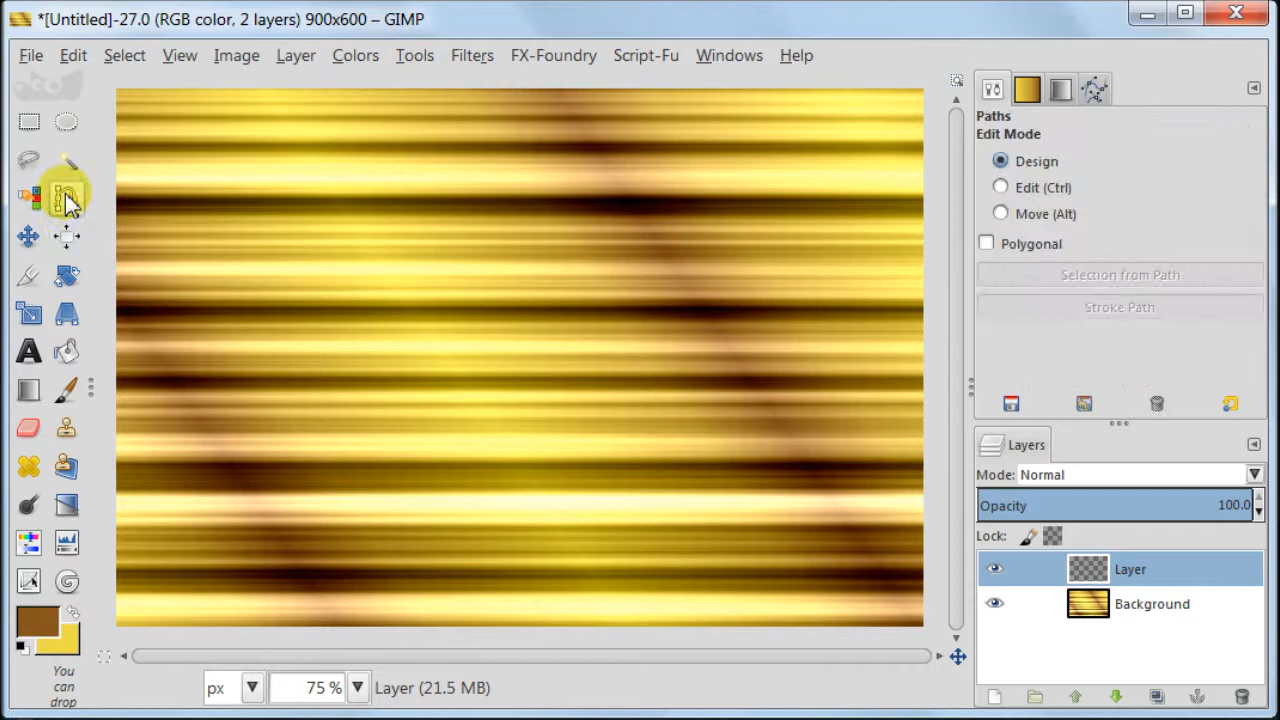 *[Untitled]-27.0 (RGB color, 2 layers) 900x600 – GIMP
File Edit Select View Image Layer Colors Tools Filters FX-Foundry Script-Fu Windows Help
Paths
Edit Mode
Design
Edit (Ctrl)
Move (Alt)
Polygonal
Selection from Path
Stroke Path
Layers
Mode: Normal
Opacity 100.0
Lock:
Layer
Background
You
can
drop
px 75 % Layer (21.5 MB)